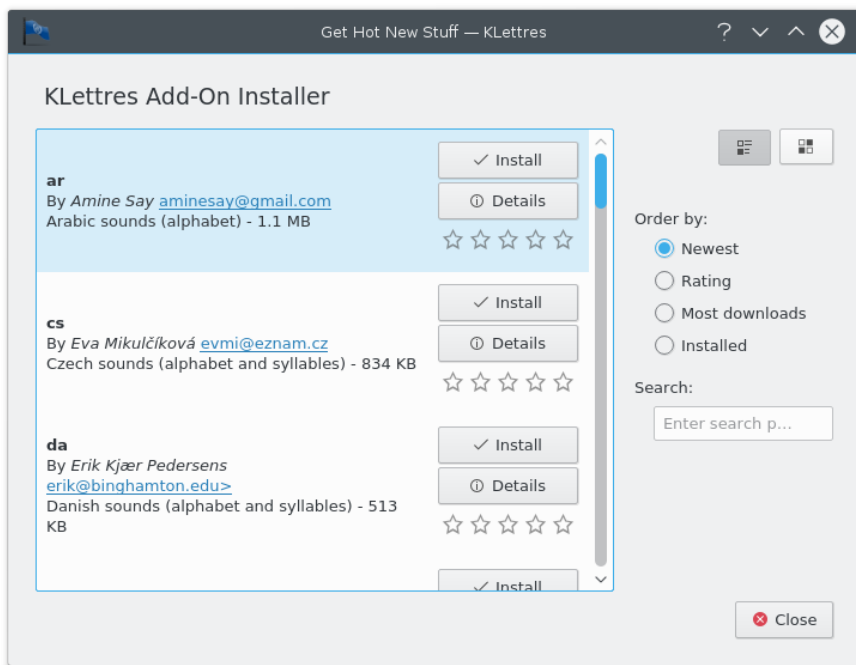 Get Hot New Stuff — KLettres
KLettres Add-On Installer
ar
By Amine Say aminesay@gmail.com
Arabic sounds (alphabet) - 1.1 MB
Install
Details
cs
By Eva Mikulčíková evmi@eznam.cz
Czech sounds (alphabet and syllables) - 834 KB
Install
Details
da
By Erik Kjær Pedersens
erik@binghamton.edu>
Danish sounds (alphabet and syllables) - 513
KB
Install
Details
Install
Order by:
Newest
Rating
Most downloads
Installed
Search:
Enter search p...
Close